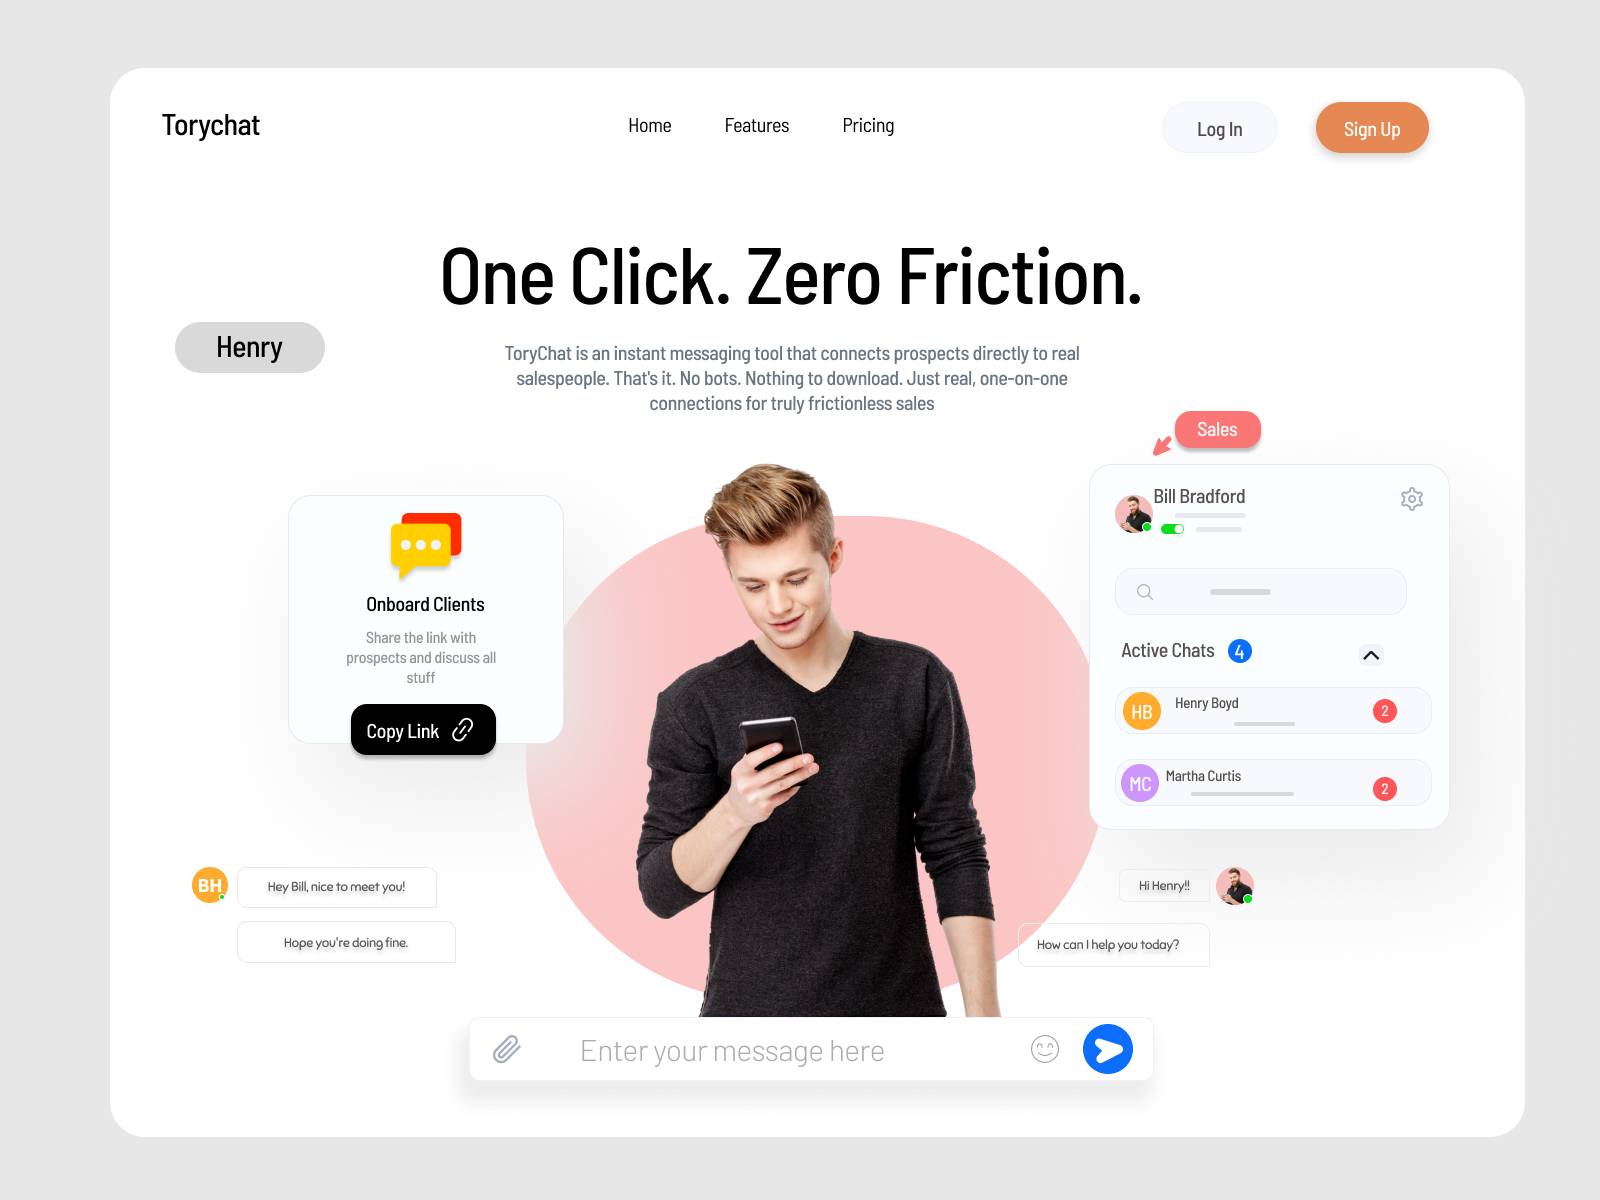 Torychat
Home
Features
Pricing
Log In
Sign Up
One Click. Zero Friction.
Henry
ToryChat is an instant messaging tool that connects prospects directly to real
salespeople. That's it. No bots. Nothing to download. Just real, one-on-one
connections for truly frictionless sales
Sales
Onboard Clients
Share the link with
prospects and discuss all
stuff
Copy Link
Bill Bradford
Active Chats 4
HB
Henry Boyd
2
MC
Martha Curtis
2
BH
Hey Bill, nice to meet you!
Hope you're doing fine.
Hi Henry!!
How can I help you today?
Enter your message here